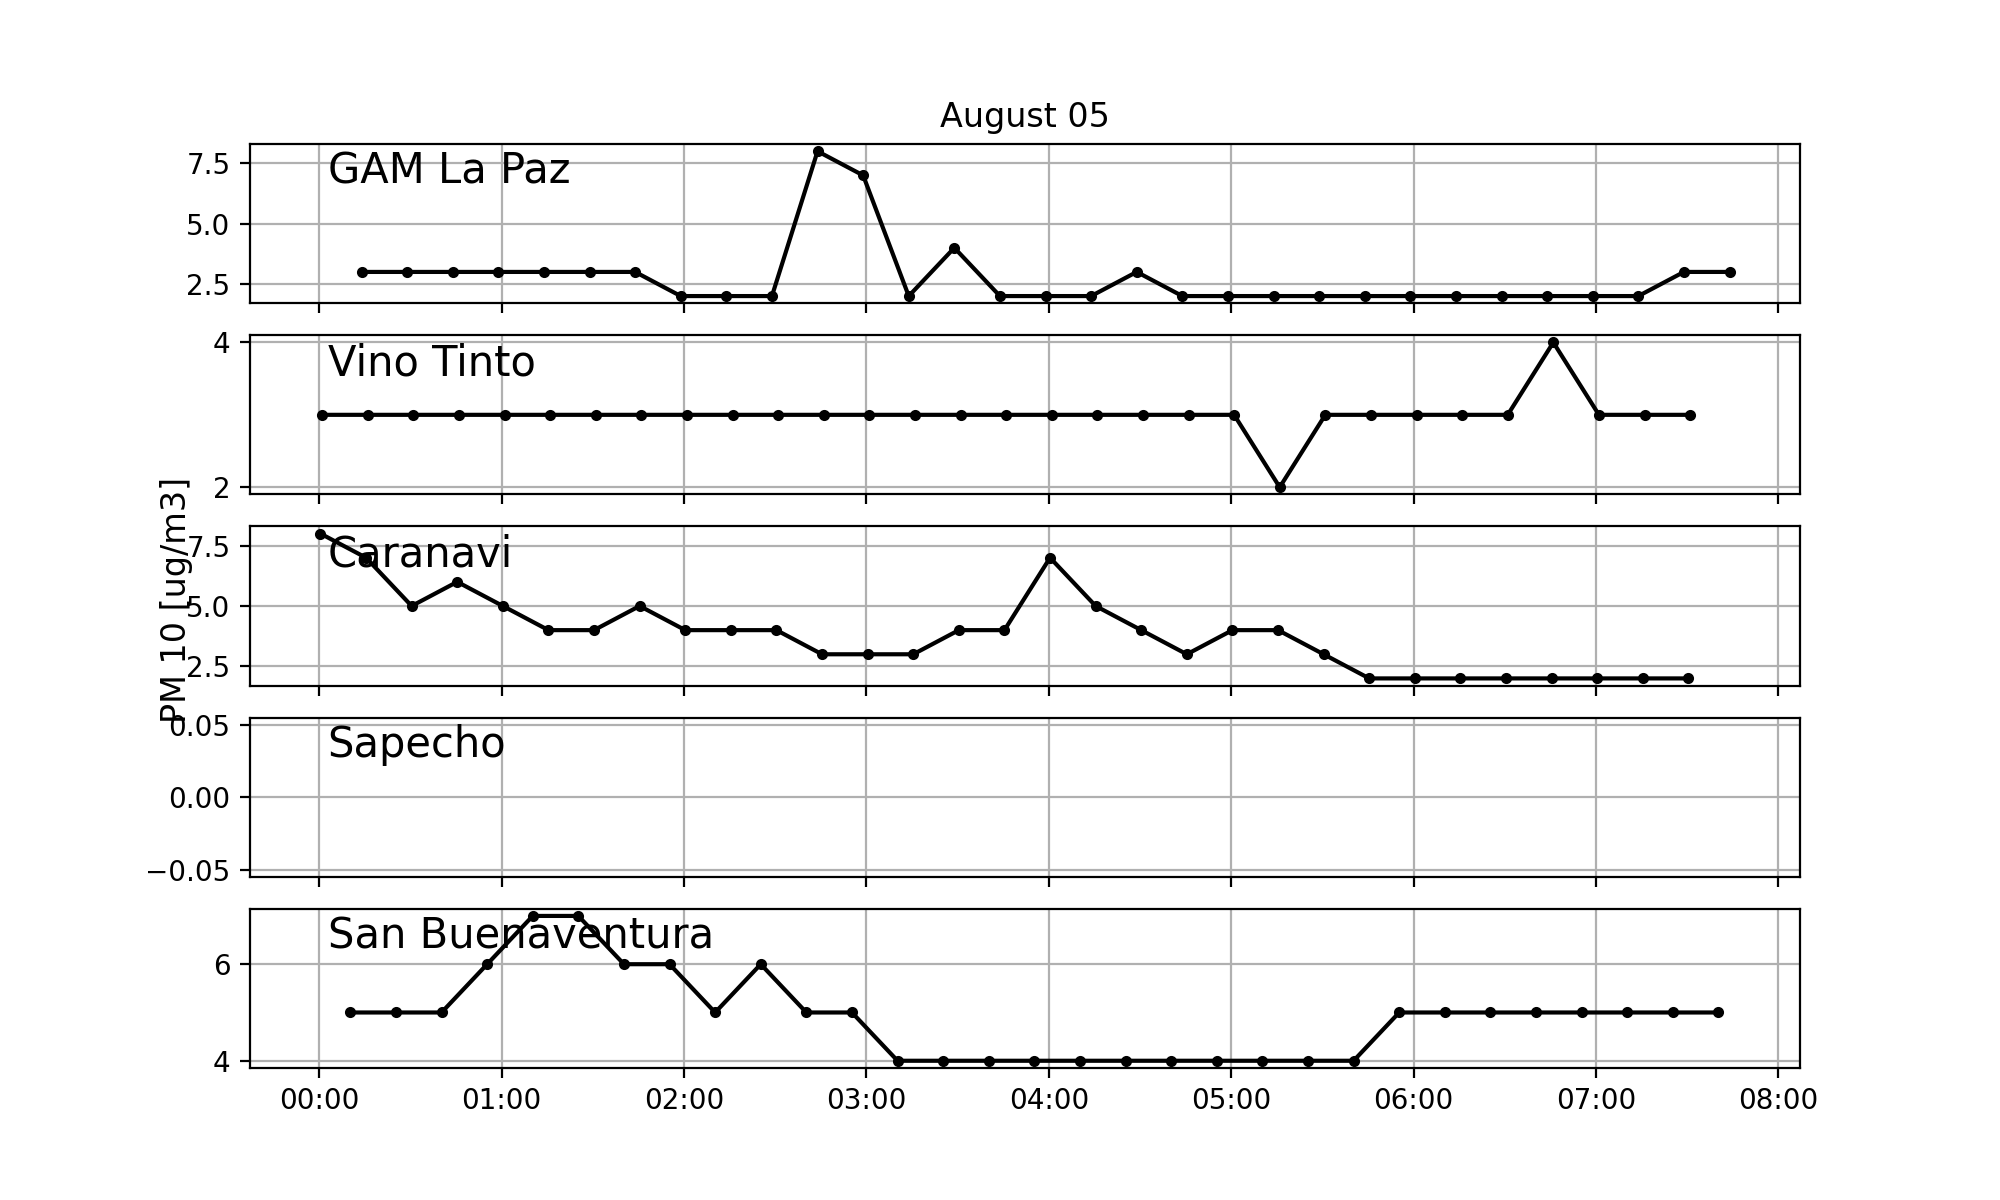 August 05
GAM La Paz
7.5
5.0
2.5
Vino Tinto
4
2
PM 10 [ug/m3]
Caranavi
7.5
5.0
2.5
Sapecho
0.05
0.00
−0.05
San Buenaventura
6
4
00:00 01:00 02:00 03:00 04:00 05:00 06:00 07:00 08:00